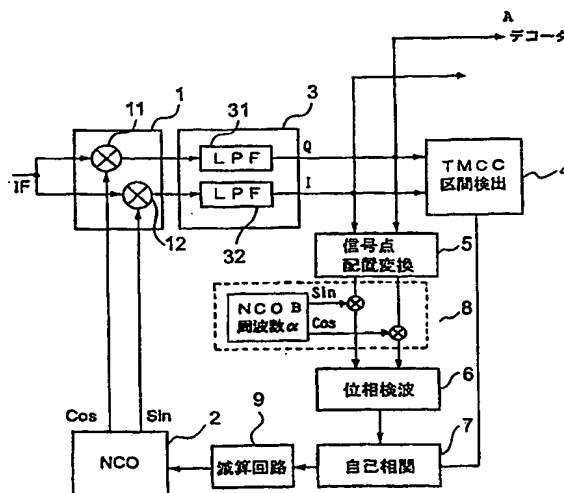 A
デコーダ
11
1
31
3
LPF
Q
IF
LPF
I
TMCC
区間検出
4
12
32
信号点
配置変換
5
NCO B
周波数α
Sin
Cos
8
位相検波
6
Cos
Sin
2
9
7
NCO
減算回路
自己相関